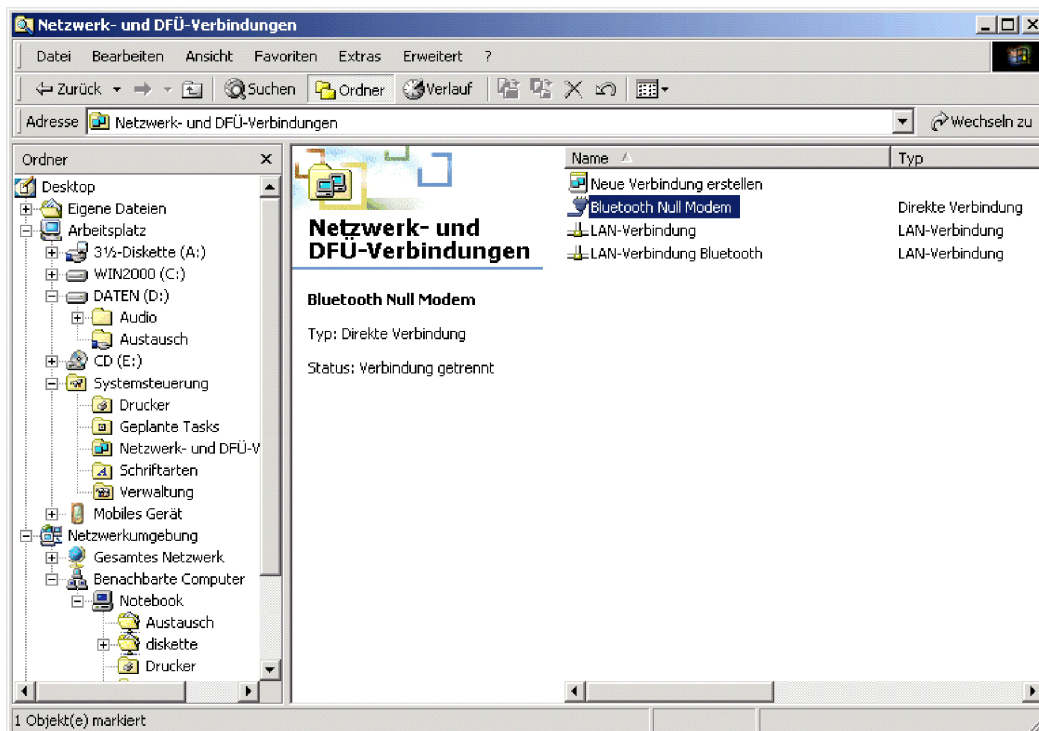 Netzwerk- und DFÜ-Verbindungen
Datei Bearbeiten Ansicht Favoriten Extras Erweitert ?
Zurück Suchen Ordner Verlauf
Adresse Netzwerk- und DFÜ-Verbindungen Wechseln zu
Ordner
Desktop
Eigene Dateien
Arbeitsplatz
3½-Diskette (A:)
WIN2000 (C:)
DATEN (D:)
Audio
Austausch
CD (E:)
Systemsteuerung
Drucker
Geplante Tasks
Netzwerk- und DFÜ-V
Schriftarten
Verwaltung
Mobiles Gerät
Netzwerkumgebung
Gesamtes Netzwerk
Benachbarte Computer
Notebook
Austausch
diskette
Drucker
Netzwerk- und
DFÜ-Verbindungen
Bluetooth Null Modem
Typ: Direkte Verbindung
Status: Verbindung getrennt
Name Typ
Neue Verbindung erstellen
Bluetooth Null Modem Direkte Verbindung
LAN-Verbindung LAN-Verbindung
LAN-Verbindung Bluetooth LAN-Verbindung
1 Objekt(e) markiert